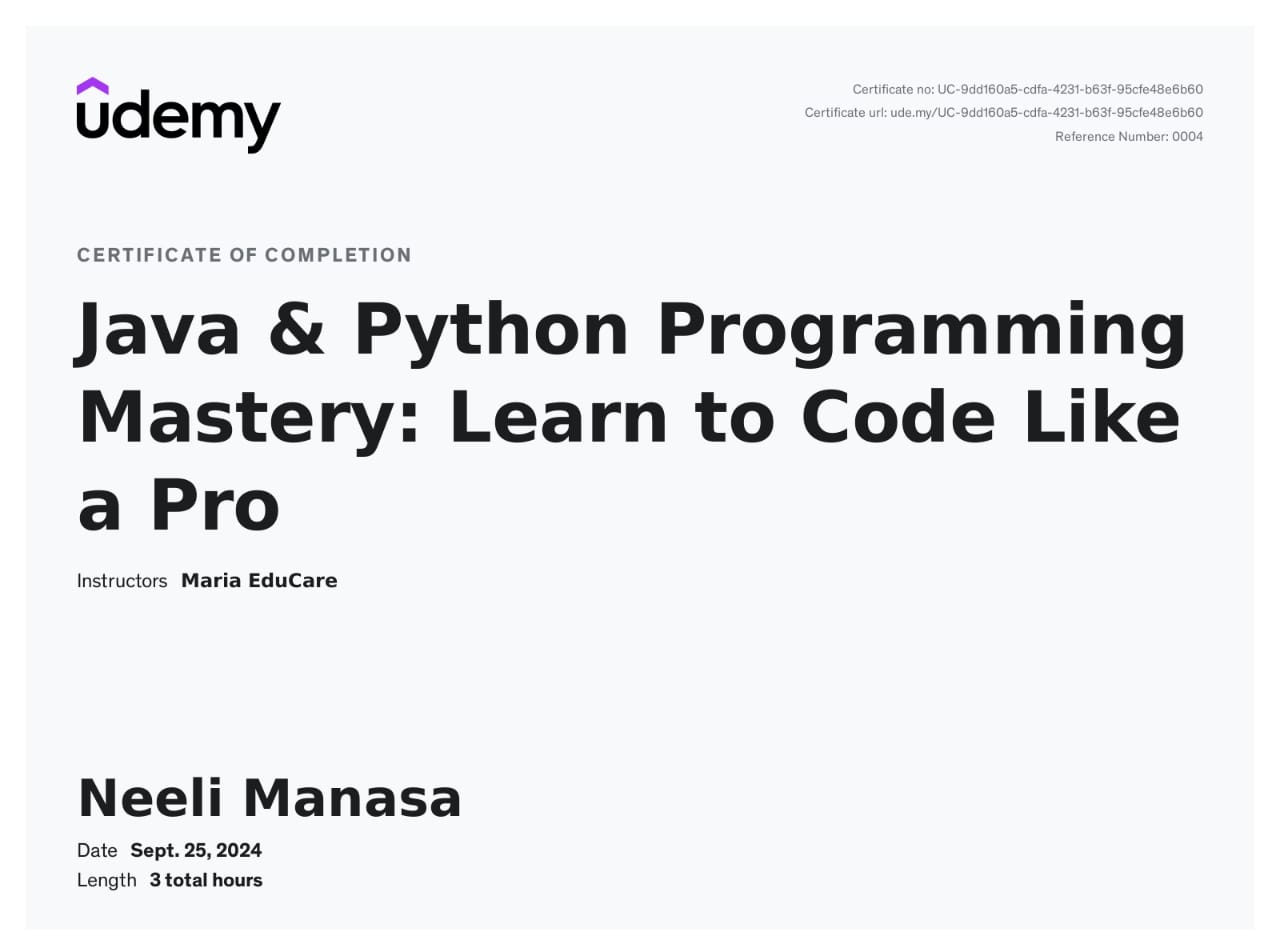 udemy
Certificate no: UC-9dd160a5-cdfa-4231-b63f-95cfe48e6b60
Certificate url: ude.my/UC-9dd160a5-cdfa-4231-b63f-95cfe48e6b60
Reference Number: 0004
CERTIFICATE OF COMPLETION
Java & Python Programming
Mastery: Learn to Code Like
a Pro
Instructors Maria EduCare
Neeli Manasa
Date Sept. 25, 2024
Length 3 total hours